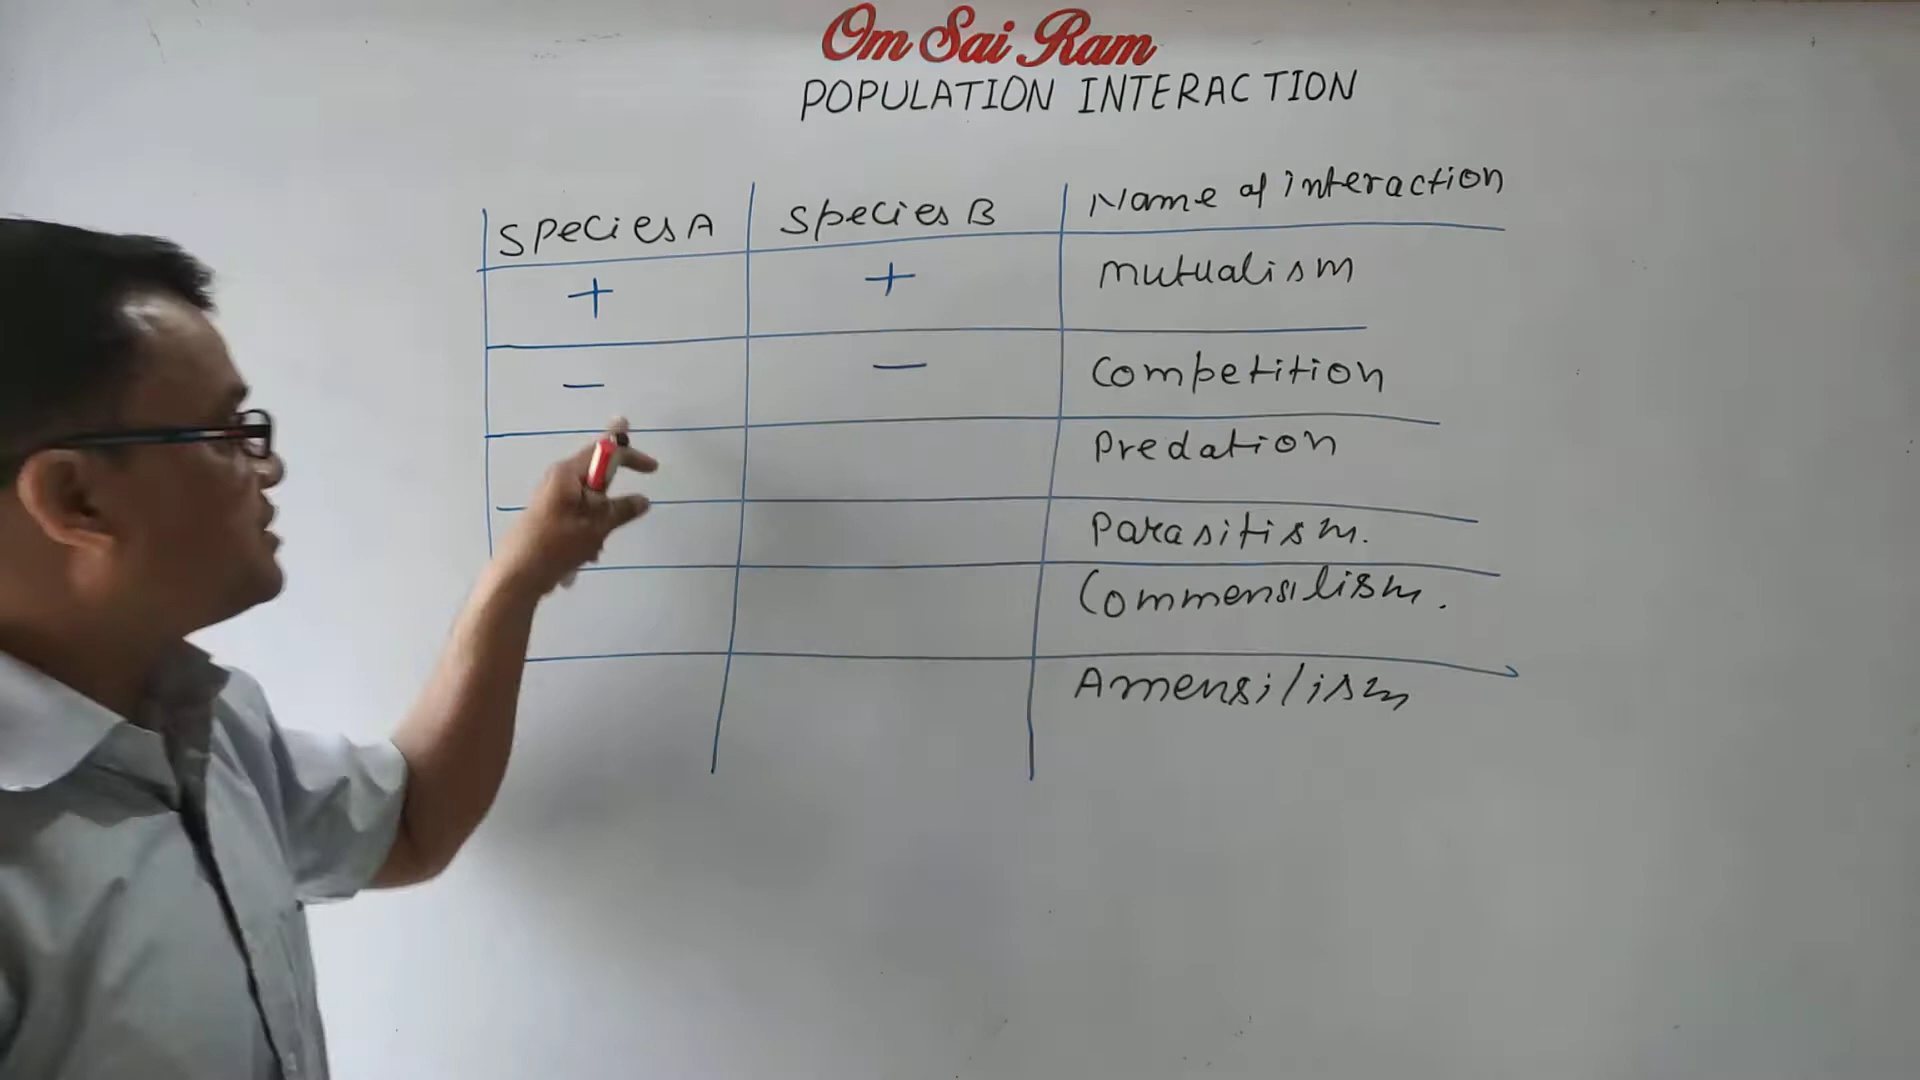 Om Sai Ram
POPULATION INTERACTION
Species A Species B Name of interaction
+ + Mutualism
— — Competition
Predation
Parasitism.
Commensilism.
Amensilism